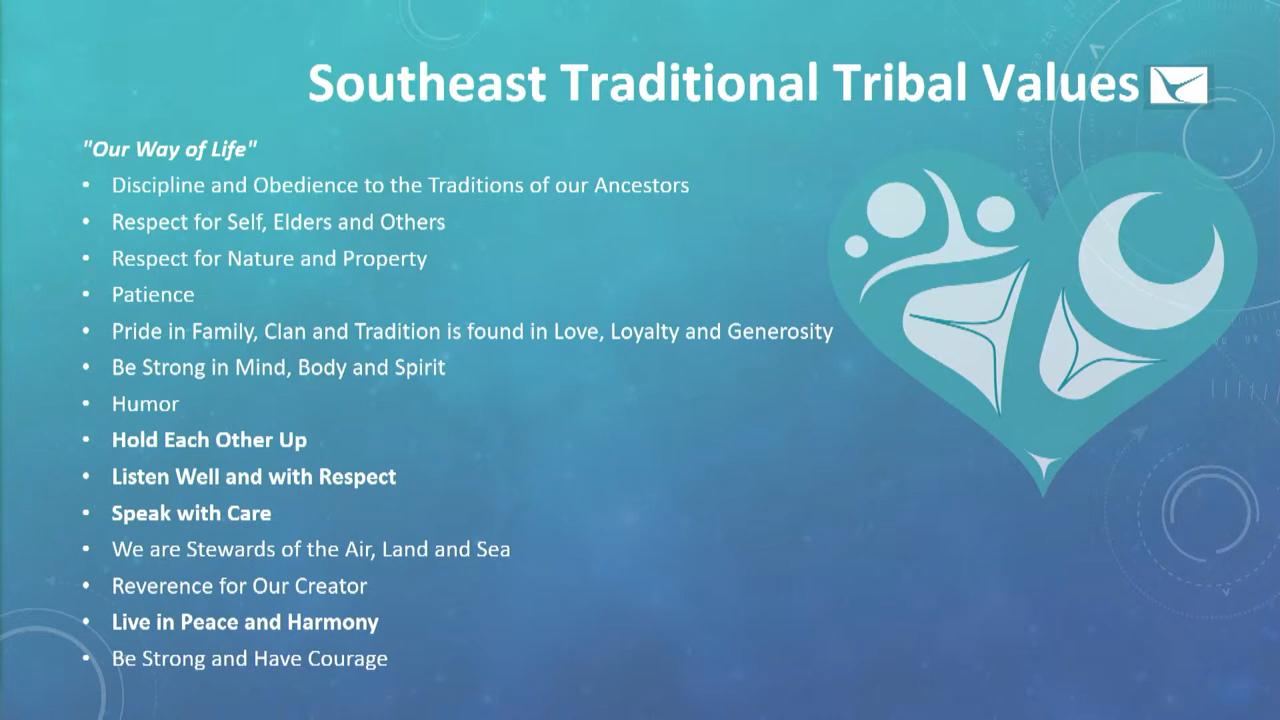 Southeast Traditional Tribal Values
"Our Way of Life"
• Discipline and Obedience to the Traditions of our Ancestors
• Respect for Self, Elders and Others
• Respect for Nature and Property
• Patience
• Pride in Family, Clan and Tradition is found in Love, Loyalty and Generosity
• Be Strong in Mind, Body and Spirit
• Humor
• Hold Each Other Up
• Listen Well and with Respect
• Speak with Care
• We are Stewards of the Air, Land and Sea
• Reverence for Our Creator
• Live in Peace and Harmony
• Be Strong and Have Courage